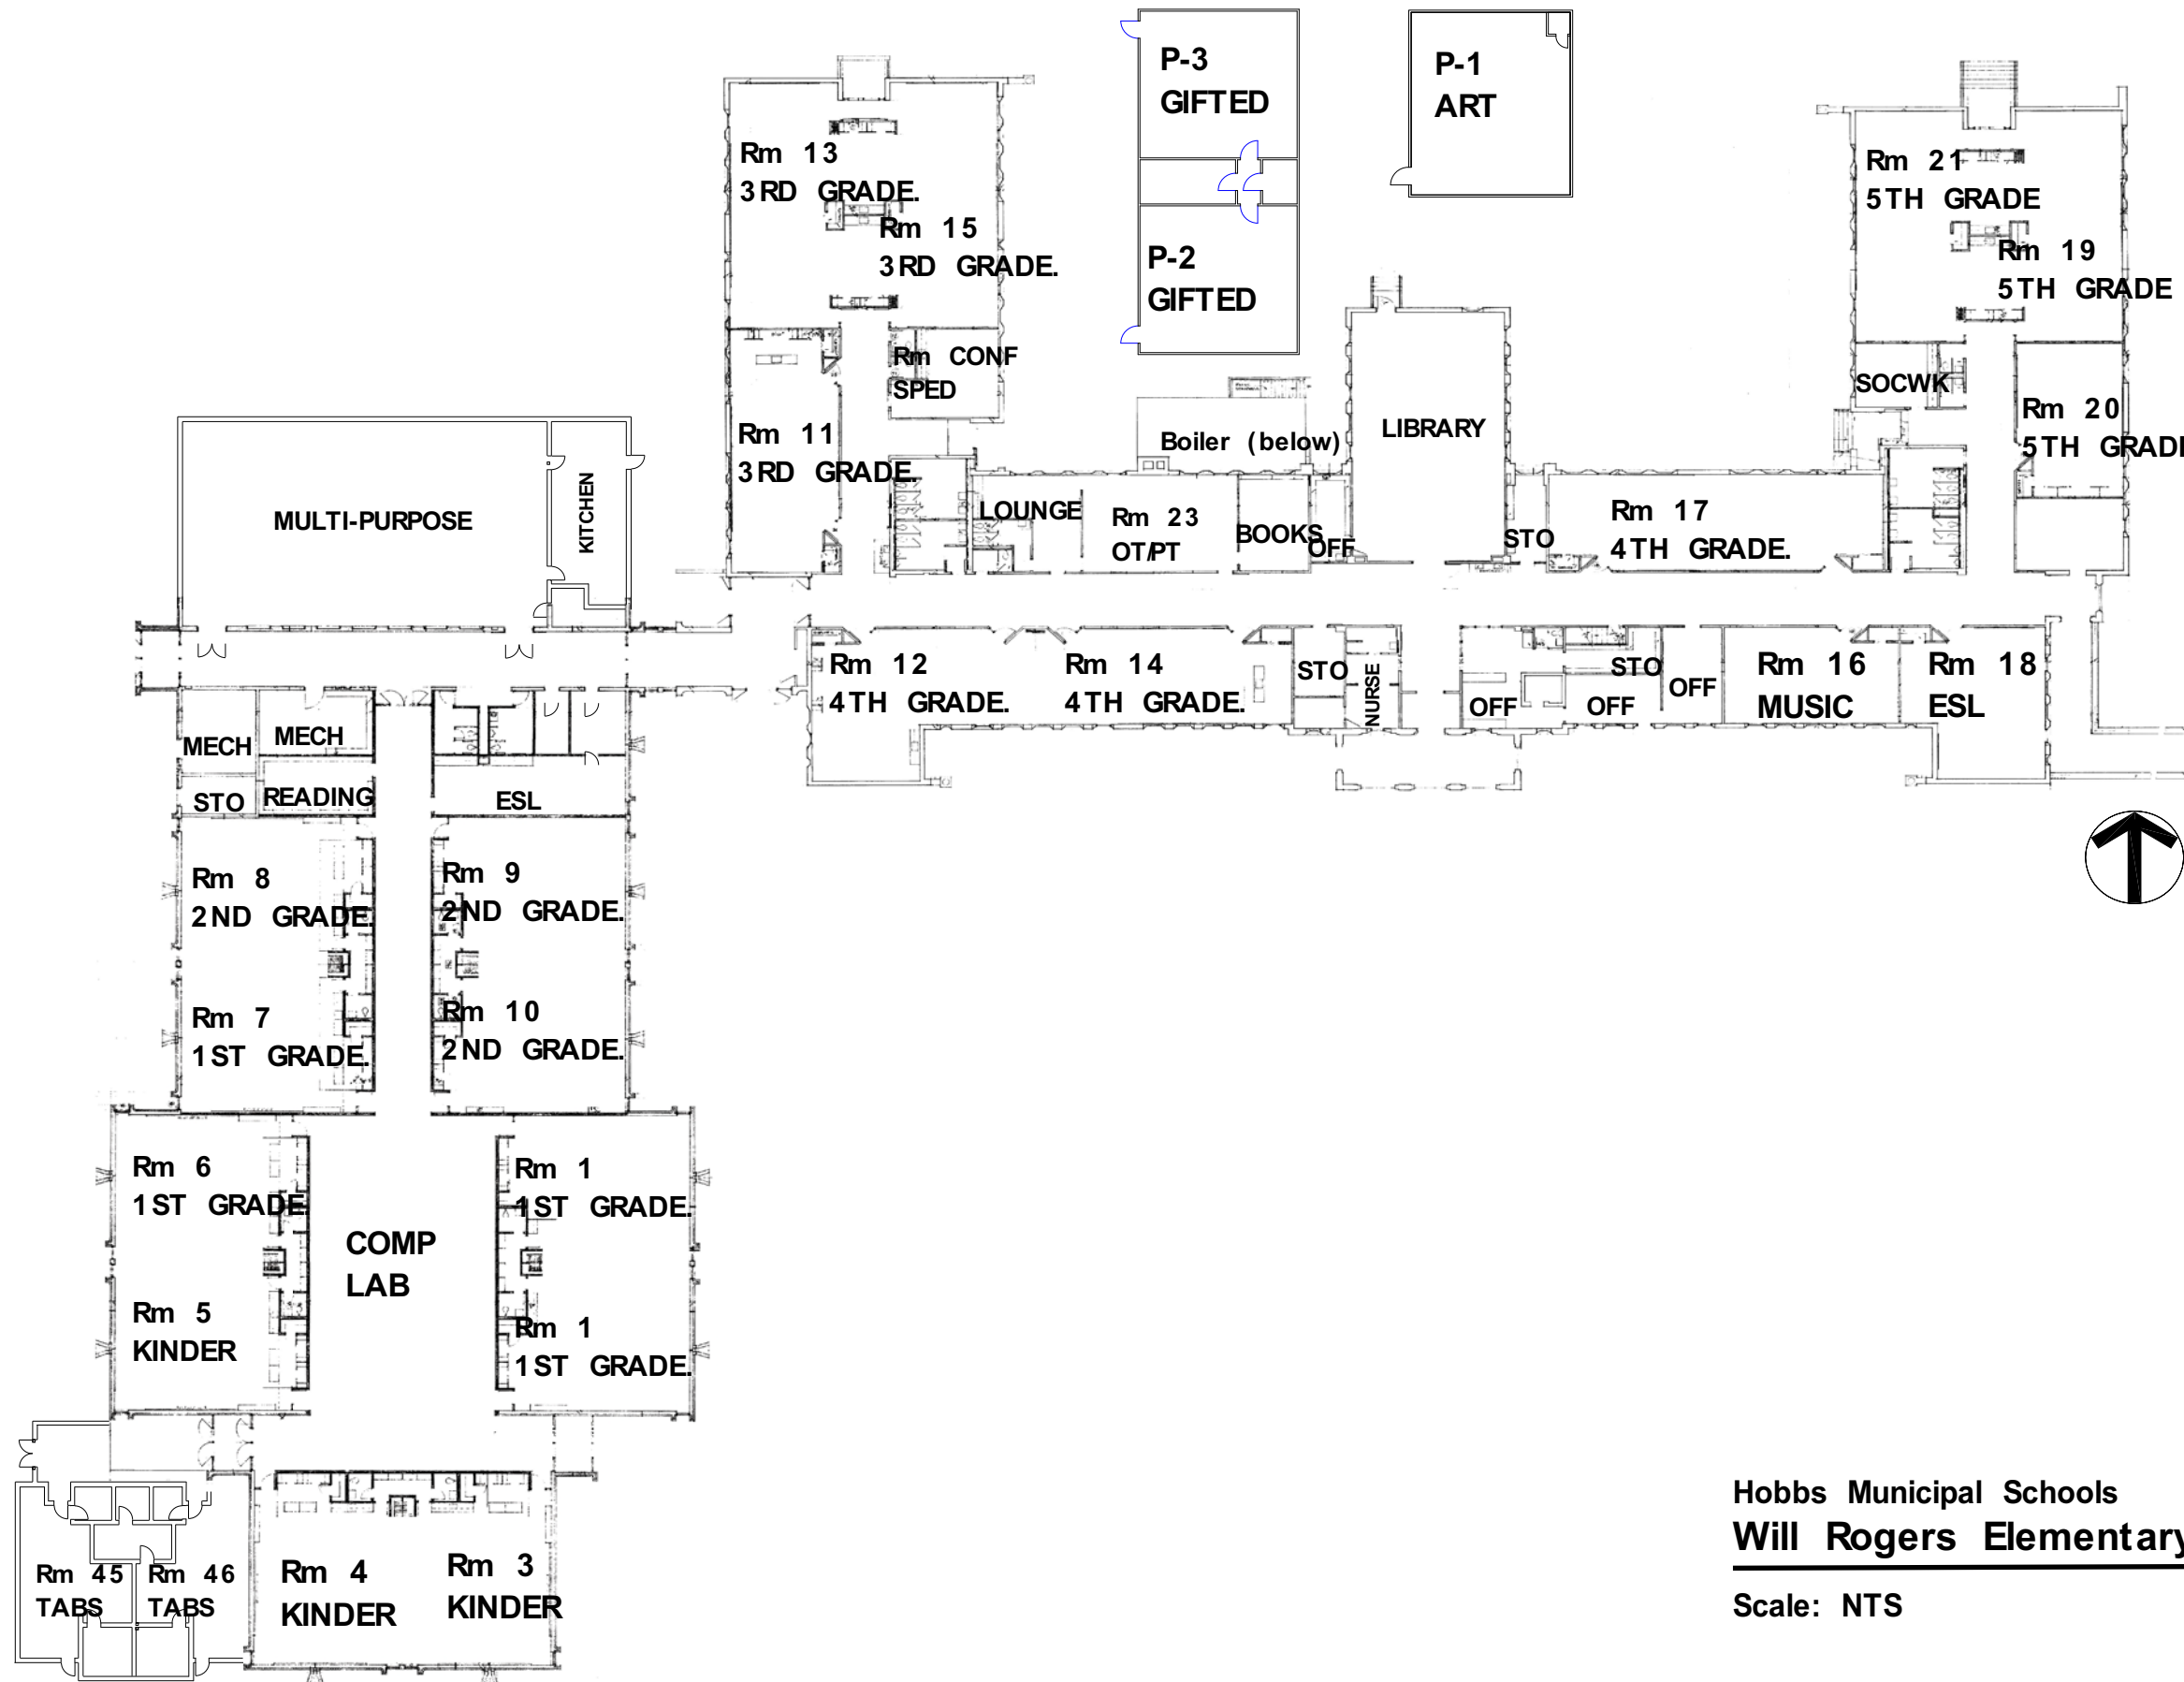 P-3
GIFTED
P-1
ART
Rm 13
3RD GRADE.
Rm 15
3RD GRADE.
Rm 21
5TH GRADE
Rm 19
5TH GRADE
P-2
GIFTED
Rm CONF
SPED
SOCWK
Rm 20
5TH GRADE
Rm 11
3RD GRADE.
Boiler (below)
LIBRARY
MULTI-PURPOSE
KITCHEN
LOUNGE
Rm 23
OT/PT
BOOKS
OFF
STO
Rm 17
4TH GRADE.
Rm 12
4TH GRADE.
Rm 14
4TH GRADE.
STO
NURSE
OFF
STO
OFF
OFF
Rm 16
MUSIC
Rm 18
ESL
MECH
MECH
STO
READING
ESL
Rm 8
2ND GRADE.
Rm 9
2ND GRADE.
Rm 7
1ST GRADE.
Rm 10
2ND GRADE.
Rm 6
1ST GRADE.
Rm 1
1ST GRADE.
COMP
LAB
Rm 5
KINDER
Rm 1
1ST GRADE.
Rm 45
TABS
Rm 46
TABS
Rm 4
KINDER
Rm 3
KINDER
Hobbs Municipal Schools
Will Rogers Elementary
Scale: NTS